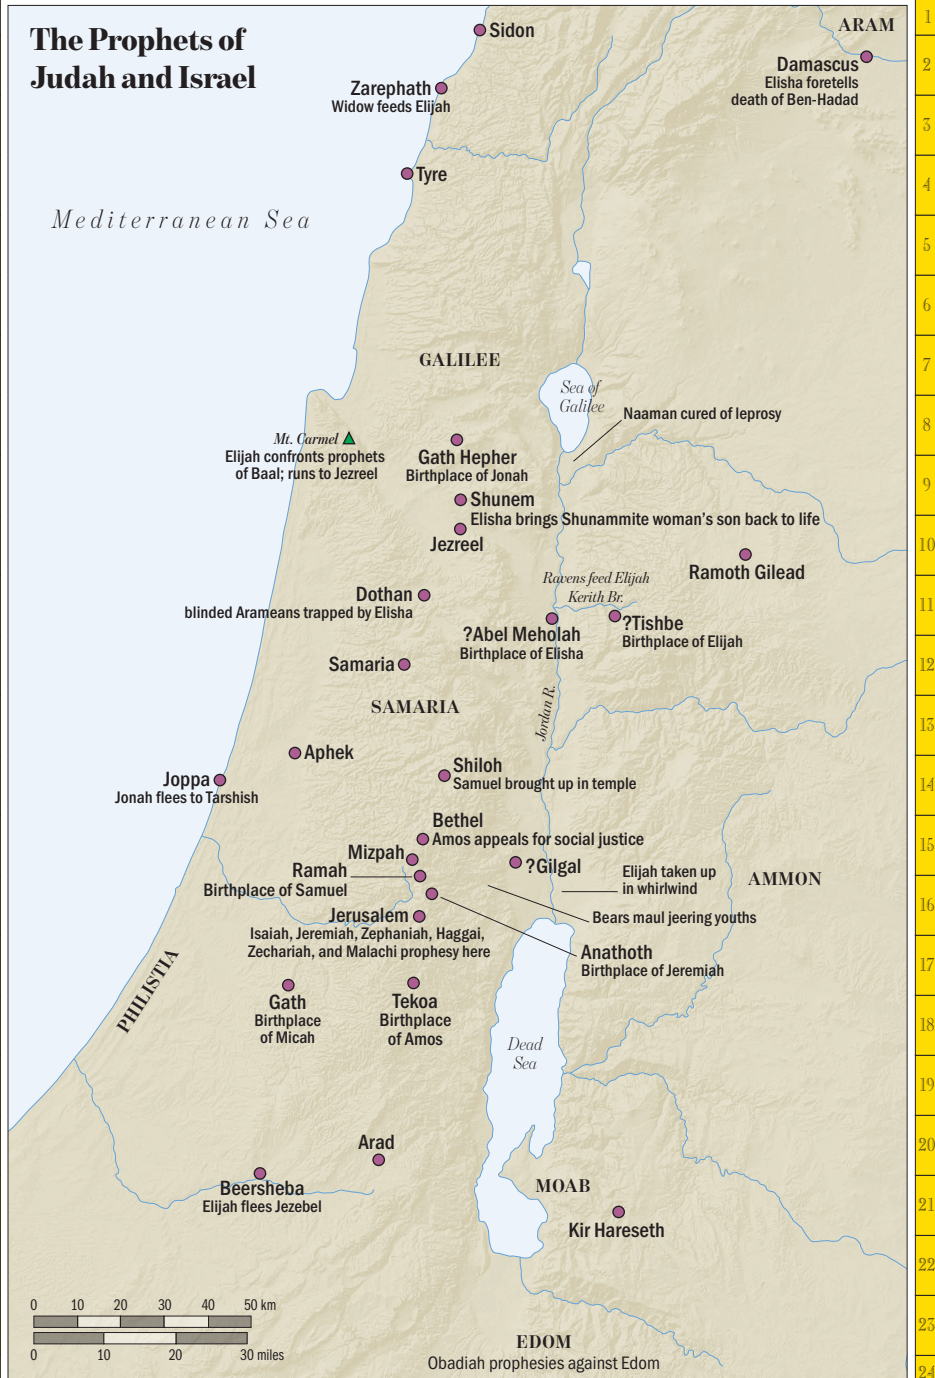 The Prophets of
Judah and Israel
Sidon
ARAM
Damascus
Elisha foretells
death of Ben-Hadad
Zarephath
Widow feeds Elijah
Tyre
Mediterranean Sea
GALILEE
Sea of
Galilee
Naaman cured of leprosy
Mt. Carmel
Elijah confronts prophets
of Baal; runs to Jezreel
Gath Hepher
Birthplace of Jonah
Shunem
Elisha brings Shunammite woman's son back to life
Jezreel
Ramoth Gilead
Ravens feed Elijah
Kerith Br.
Dothan
blinded Arameans trapped by Elisha
?Abel Meholah
Birthplace of Elisha
?Tishbe
Birthplace of Elijah
Samaria
SAMARIA
Jordan R.
Aphek
Joppa
Jonah flees to Tarshish
Shiloh
Samuel brought up in temple
Bethel
Amos appeals for social justice
Mizpah
Ramah
Birthplace of Samuel
?Gilgal
Elijah taken up
in whirlwind
AMMON
Bears maul jeering youths
Jerusalem
Isaiah, Jeremiah, Zephaniah, Haggai,
Zechariah, and Malachi prophesy here
Anathoth
Birthplace of Jeremiah
PHILISTIA
Gath
Birthplace
of Micah
Tekoa
Birthplace
of Amos
Dead
Sea
Arad
Beersheba
Elijah flees Jezebel
MOAB
Kir Hareseth
0 10 20 30 40 50 km
0 10 20 30 miles
EDOM
Obadiah prophesies against Edom
1
2
3
4
5
6
7
8
9
10
11
12
13
14
15
16
17
18
19
20
21
22
23
24